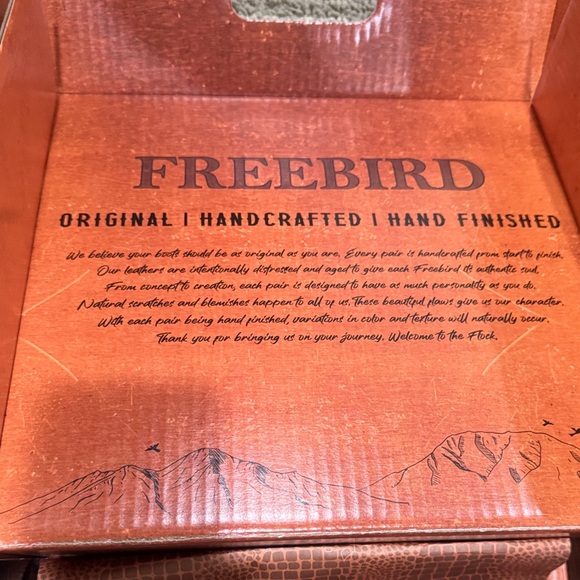 FREEBIRD
ORIGINAL | HANDCRAFTED | HAND FINISHED
We believe your boots should be as original as you are. Every pair is handcrafted from start to finish.
Our leathers are intentionally distressed and aged to give each Freebird its authentic soul.
From concept to creation, each pair is designed to have as much personality as you do.
Natural scratches and blemishes happen to all of us. These beautiful flaws give us our character.
With each pair being hand finished, variations in color and texture will naturally occur.
Thank you for bringing us on your journey. Welcome to the Flock.